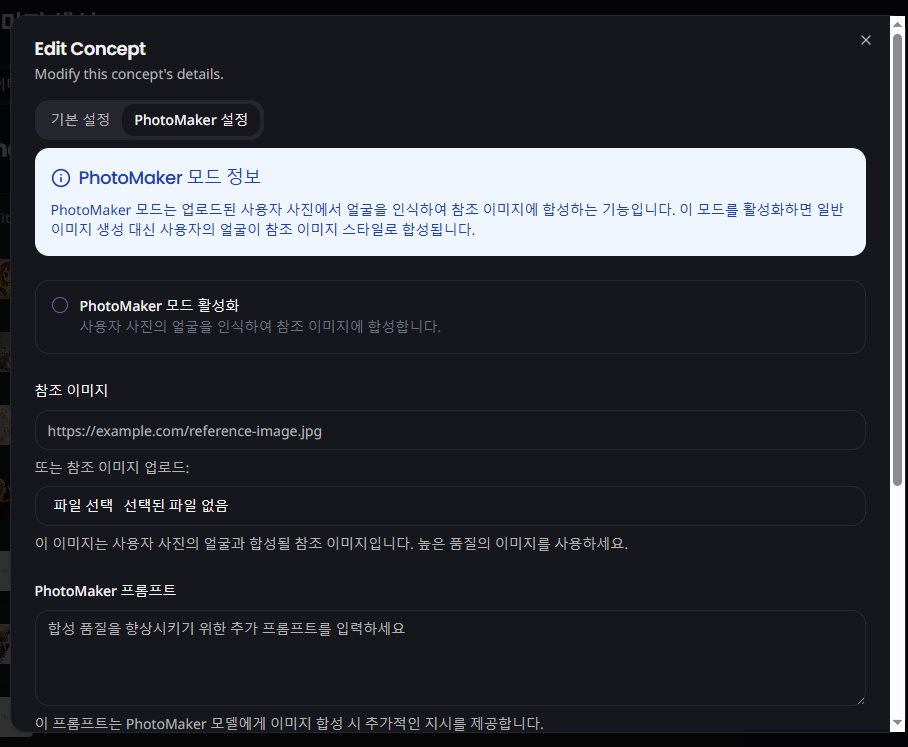 Edit Concept
Modify this concept's details.
기본 설정 PhotoMaker 설정
PhotoMaker 모드 정보
PhotoMaker 모드는 업로드된 사용자 사진에서 얼굴을 인식하여 참조 이미지에 합성하는 기능입니다. 이 모드를 활성화하면 일반
이미지 생성 대신 사용자의 얼굴이 참조 이미지 스타일로 합성됩니다.
PhotoMaker 모드 활성화
사용자 사진의 얼굴을 인식하여 참조 이미지에 합성합니다.
참조 이미지
https://example.com/reference-image.jpg
또는 참조 이미지 업로드:
파일 선택 선택된 파일 없음
이 이미지는 사용자 사진의 얼굴과 합성될 참조 이미지입니다. 높은 품질의 이미지를 사용하세요.
PhotoMaker 프롬프트
합성 품질을 향상시키기 위한 추가 프롬프트를 입력하세요
이 프롬프트는 PhotoMaker 모델에게 이미지 합성 시 추가적인 지시를 제공합니다.